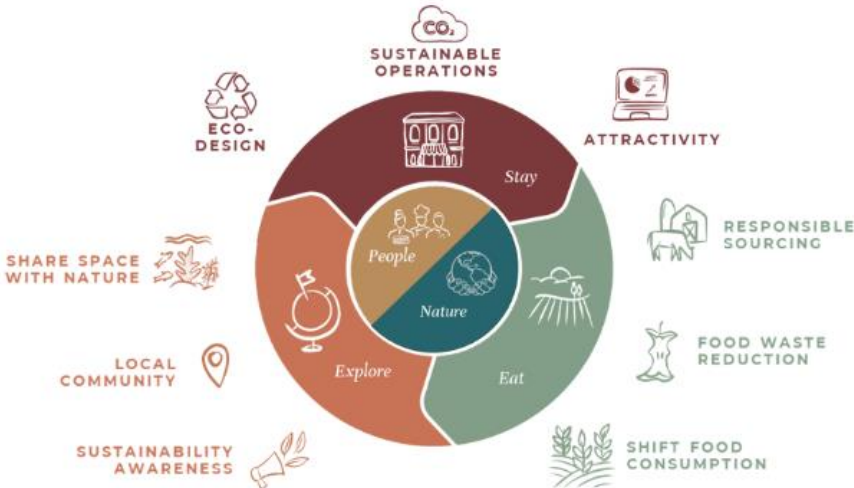 CO₂
SUSTAINABLE
OPERATIONS
ECO-
DESIGN
ATTRACTIVITY
Stay
SHARE SPACE
WITH NATURE
People
Nature
RESPONSIBLE
SOURCING
LOCAL
COMMUNITY
Explore
Eat
FOOD WASTE
REDUCTION
SUSTAINABILITY
AWARENESS
SHIFT FOOD
CONSUMPTION